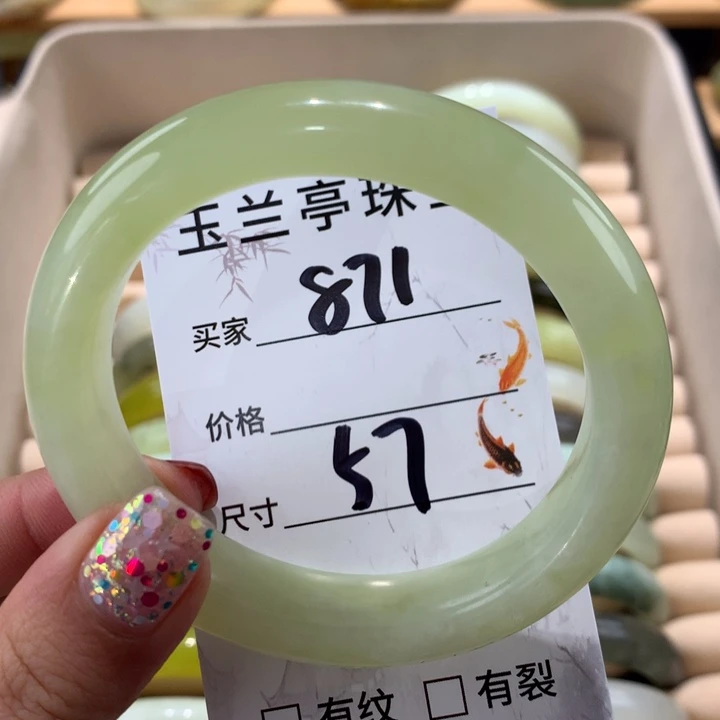 玉兰亭珠
买家 871
价格
尺寸 57
有纹 有裂